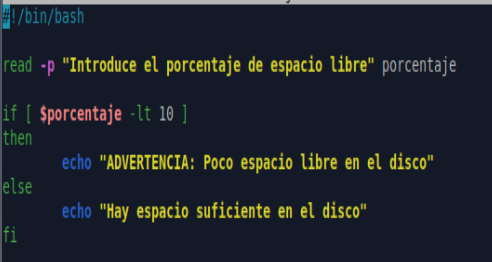 #!/bin/bash
read -p "Introduce el porcentaje de espacio libre" porcentaje
if [ $porcentaje -lt 10 ]
then
echo "ADVERTENCIA: Poco espacio libre en el disco"
else
echo "Hay espacio suficiente en el disco"
fi